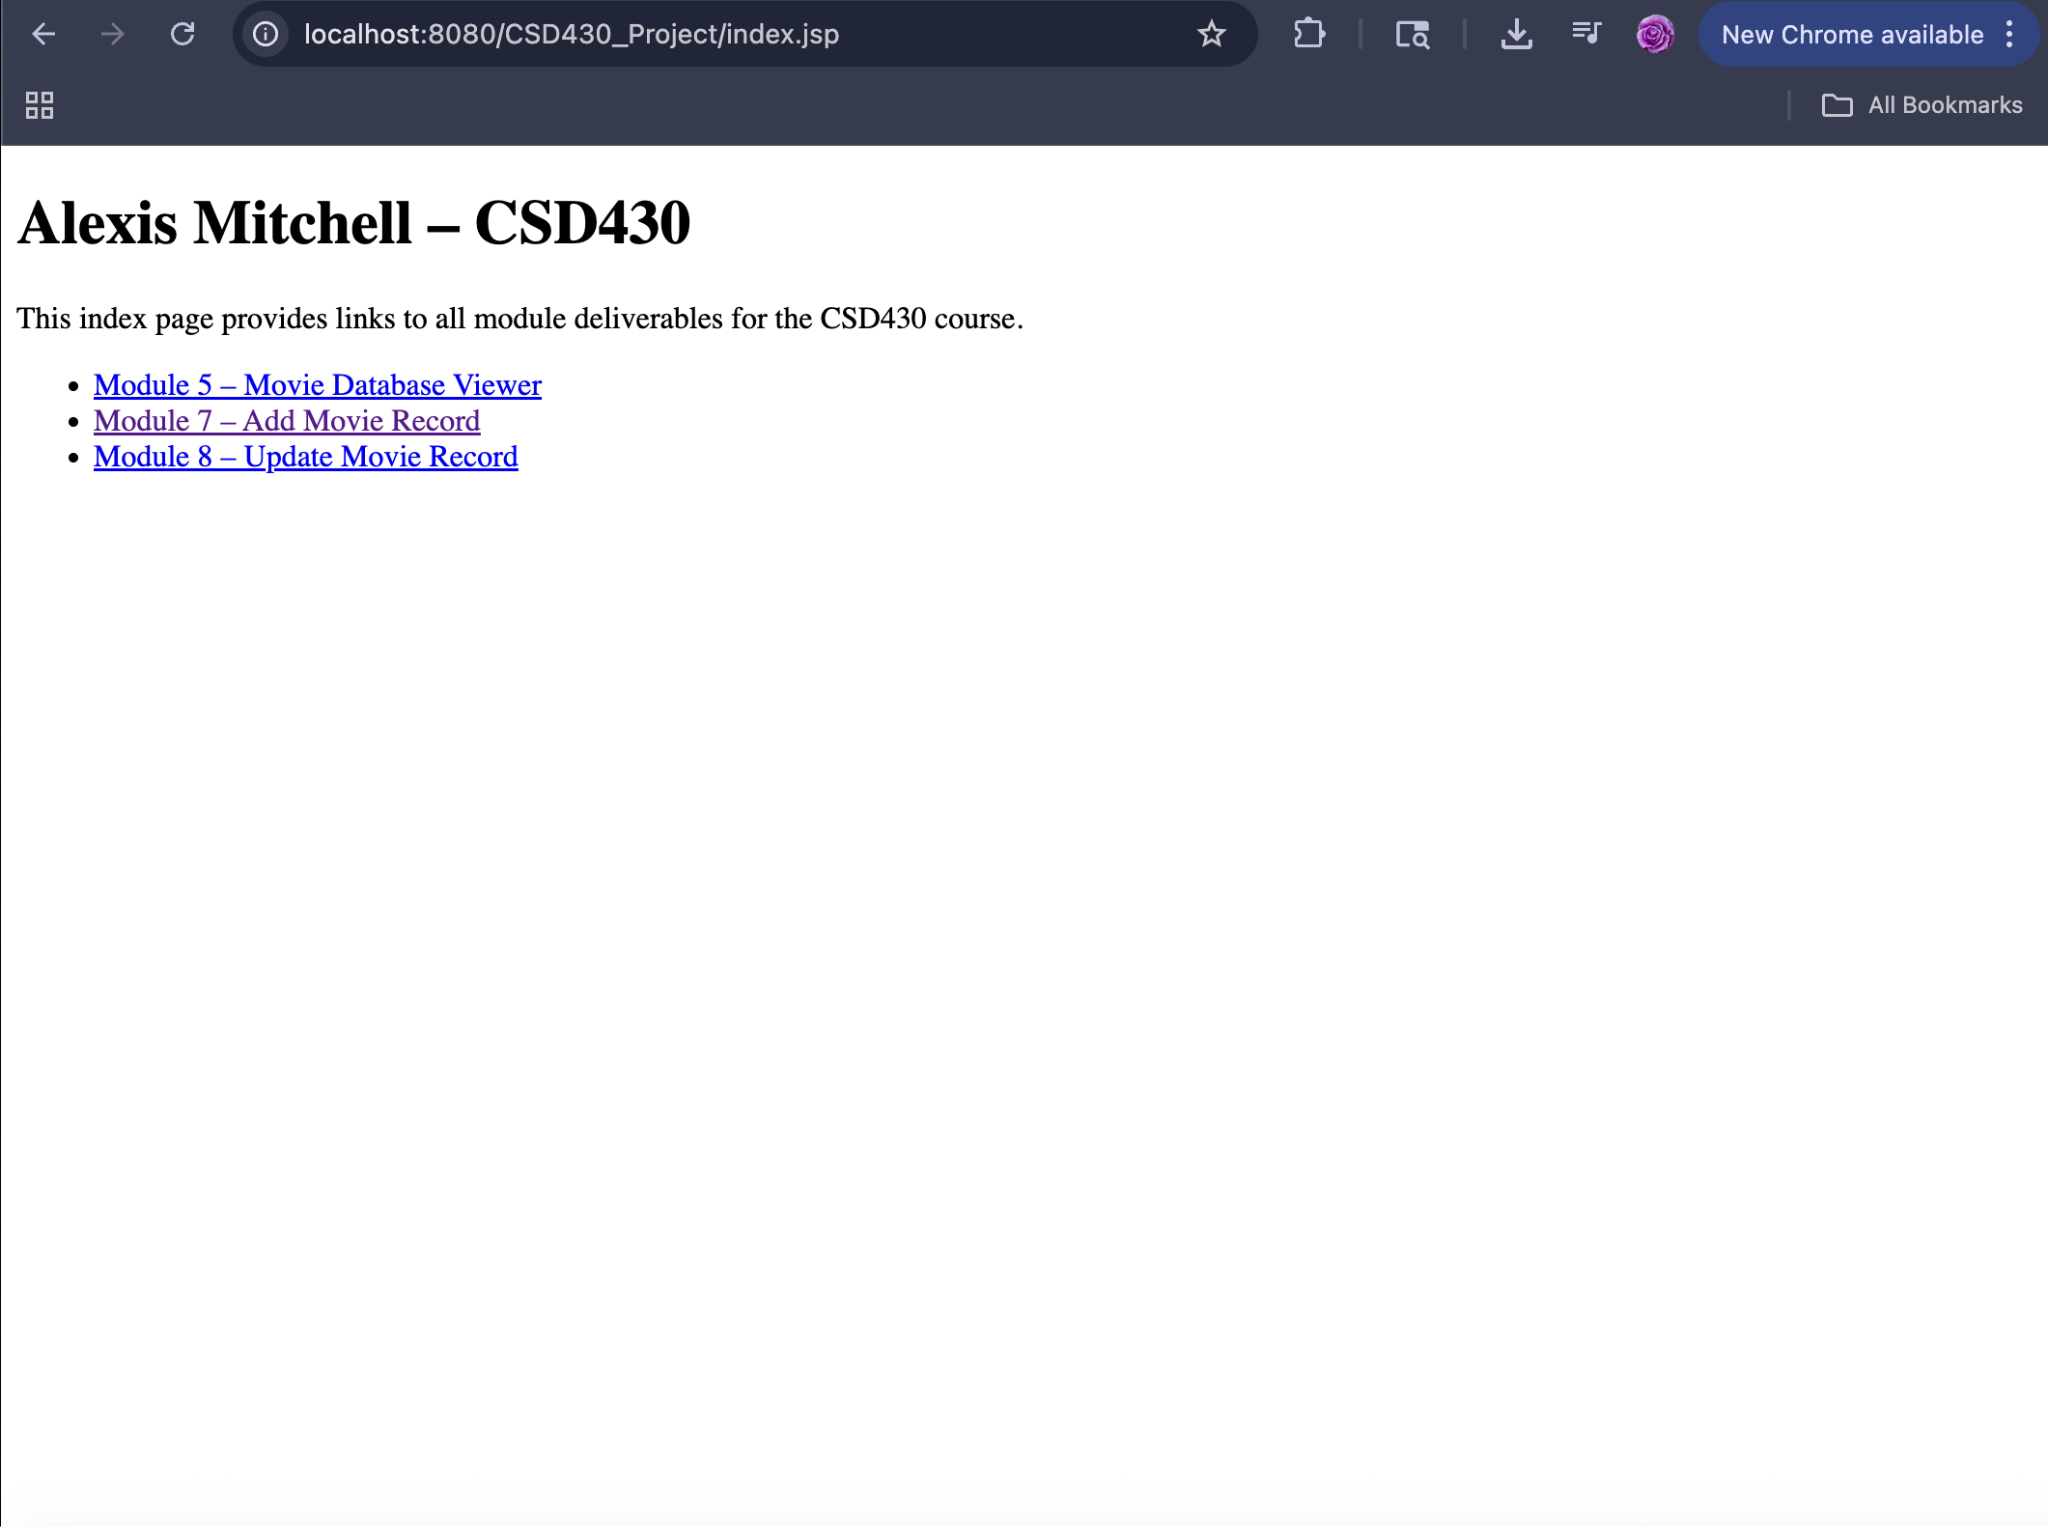 localhost:8080/CSD430_Project/index.jsp
New Chrome available
All Bookmarks
Alexis Mitchell – CSD430
This index page provides links to all module deliverables for the CSD430 course.
Module 5 – Movie Database Viewer
Module 7 – Add Movie Record
Module 8 – Update Movie Record